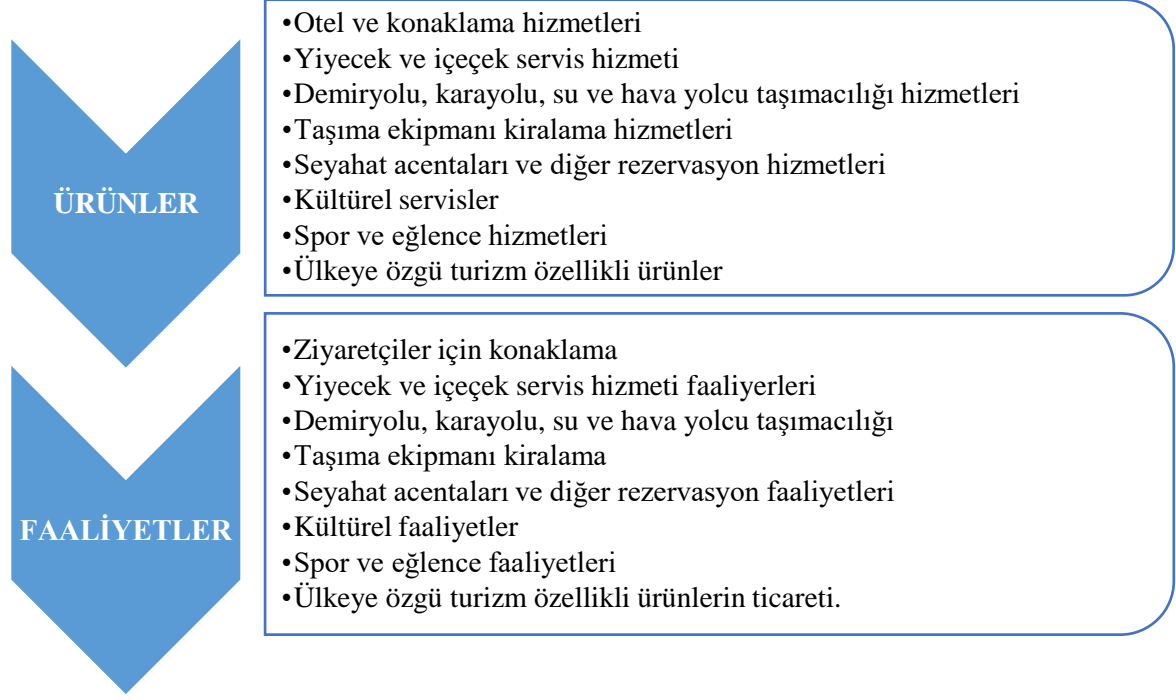 ÜRÜNLER
•Otel ve konaklama hizmetleri
•Yiyecek ve içeçek servis hizmeti
•Demiryolu, karayolu, su ve hava yolcu taşımacılığı hizmetleri
•Taşıma ekipmanı kiralama hizmetleri
•Seyahat acentaları ve diğer rezervasyon hizmetleri
•Kültürel servisler
•Spor ve eğlence hizmetleri
•Ülkeye özgü turizm özellikli ürünler
FAALİYETLER
•Ziyaretçiler için konaklama
•Yiyecek ve içeçek servis hizmeti faaliyerleri
•Demiryolu, karayolu, su ve hava yolcu taşımacılığı
•Taşıma ekipmanı kiralama
•Seyahat acentaları ve diğer rezervasyon faaliyetleri
•Kültürel faaliyetler
•Spor ve eğlence faaliyetleri
•Ülkeye özgü turizm özellikli ürünlerin ticareti.